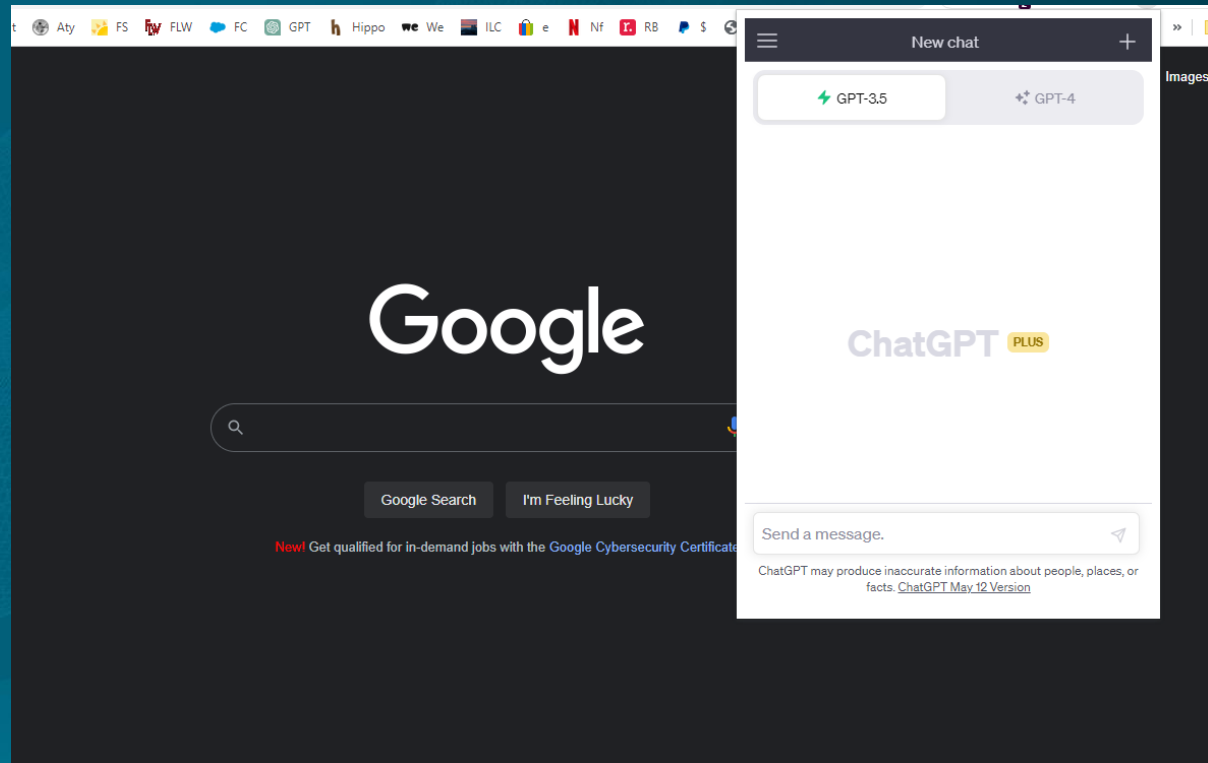 t Aty FS FLW FC GPT Hippo we We ILC e N Nf r. RB $ »
New chat
Images
GPT-3.5 GPT-4
Google
ChatGPT PLUS
Google Search I'm Feeling Lucky
New! Get qualified for in-demand jobs with the Google Cybersecurity Certificate
Send a message.
ChatGPT may produce inaccurate information about people, places, or
facts. ChatGPT May 12 Version